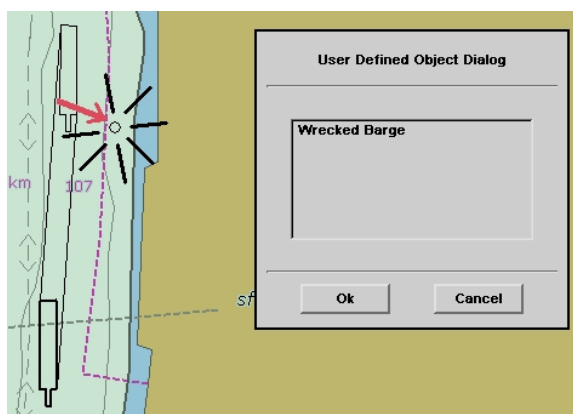 User Defined Object Dialog
Wrecked Barge
km 107
sf
Ok Cancel